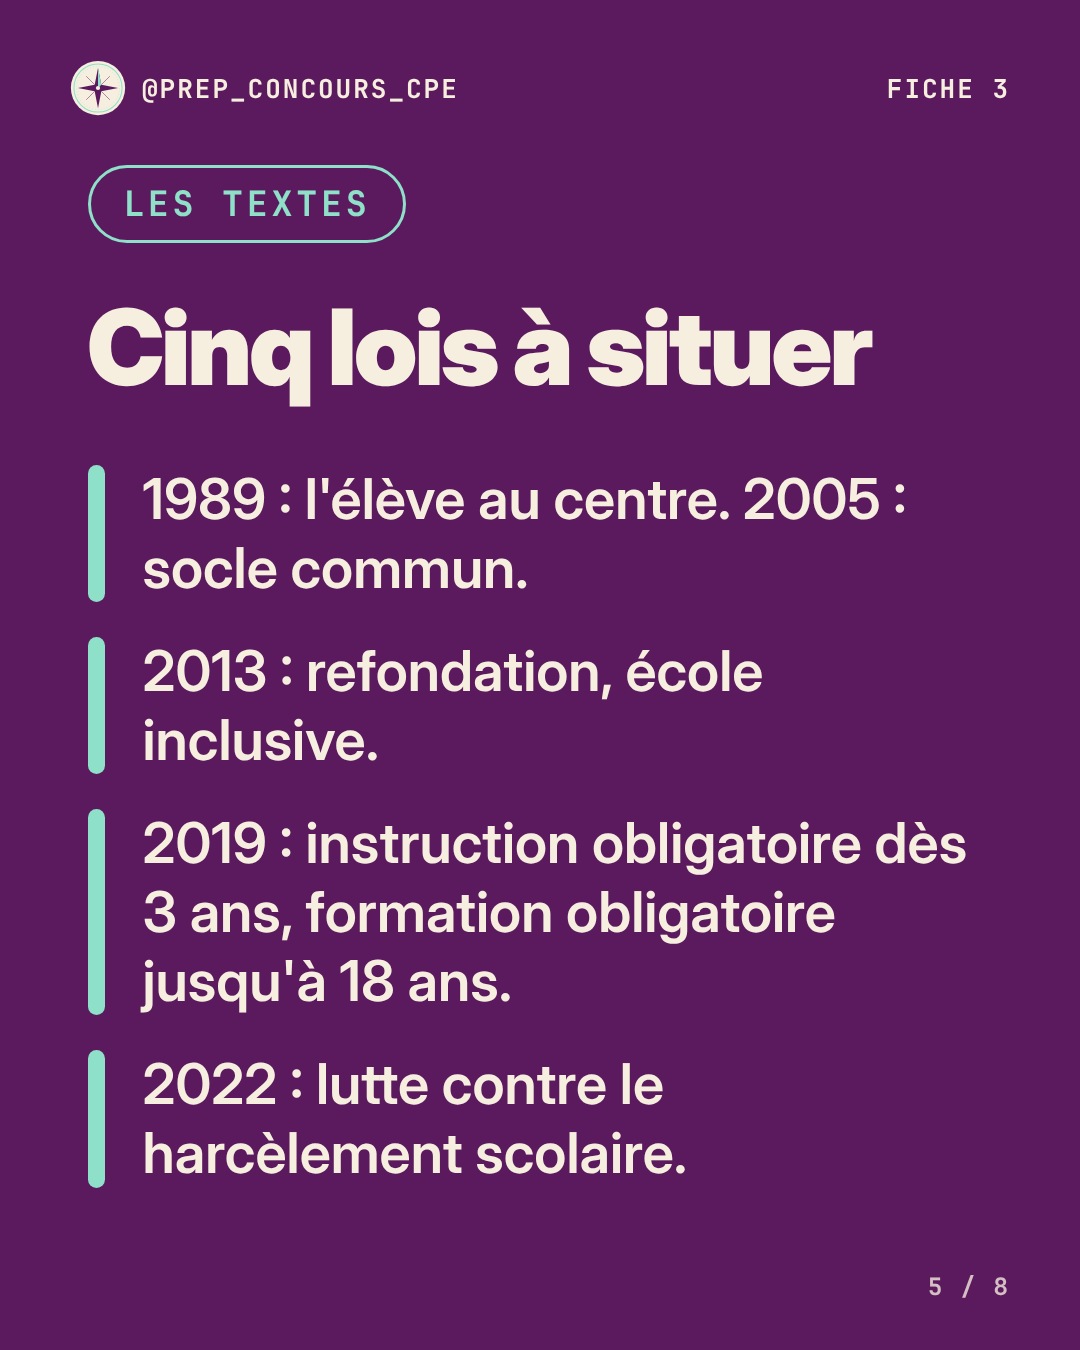 @PREP_CONCOURS_CPE
FICHE 3
LES TEXTES
Cinq lois à situer
1989 : l'élève au centre. 2005 :
socle commun.
2013 : refondation, école
inclusive.
2019 : instruction obligatoire dès
3 ans, formation obligatoire
jusqu'à 18 ans.
2022 : lutte contre le
harcèlement scolaire.
5 / 8